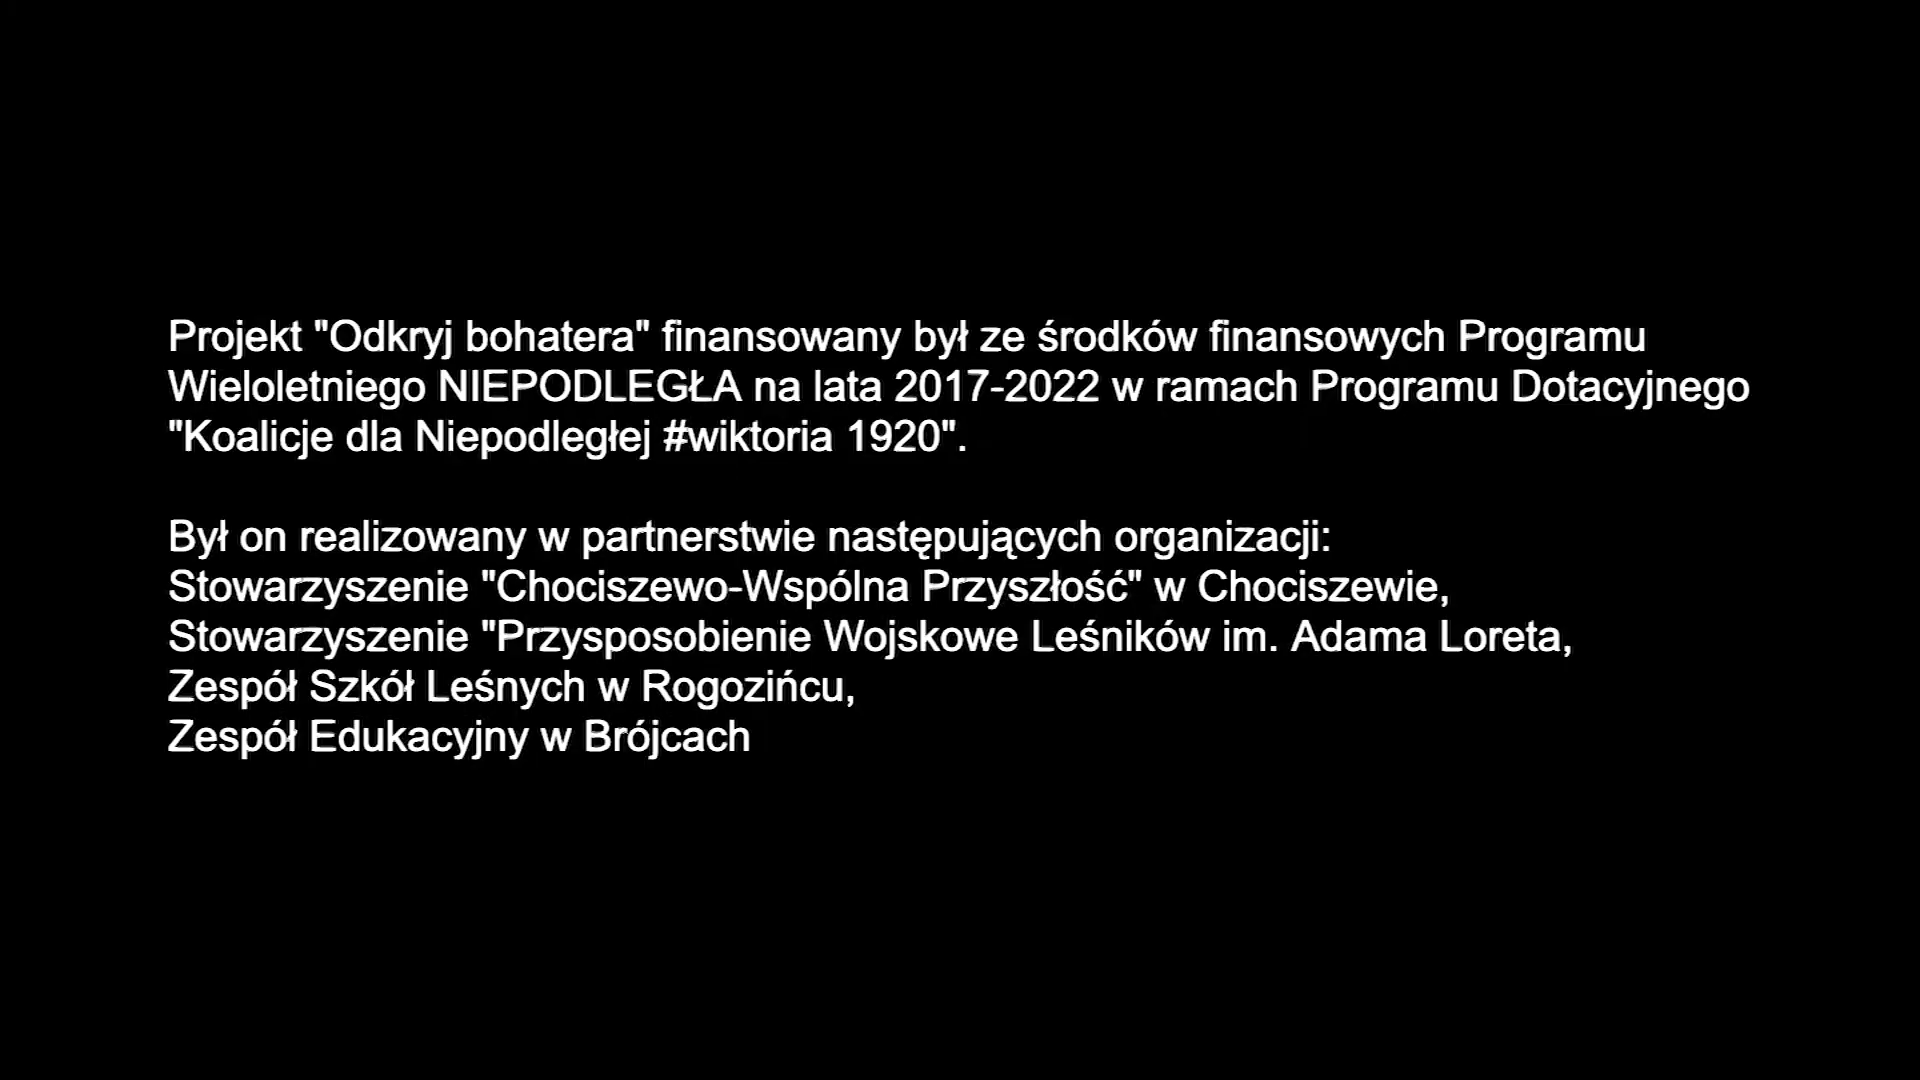 Projekt "Odkryj bohatera" finansowany był ze środków finansowych Programu
Wieloletniego NIEPODLEGŁA na lata 2017-2022 w ramach Programu Dotacyjnego
"Koalicje dla Niepodległej #wiktoria 1920".
Był on realizowany w partnerstwie następujących organizacji:
Stowarzyszenie "Chociszewo-Wspólna Przyszłość" w Chociszewie,
Stowarzyszenie "Przysposobienie Wojskowe Leśników im. Adama Loreta,
Zespół Szkół Leśnych w Rogozińcu,
Zespół Edukacyjny w Brójcach